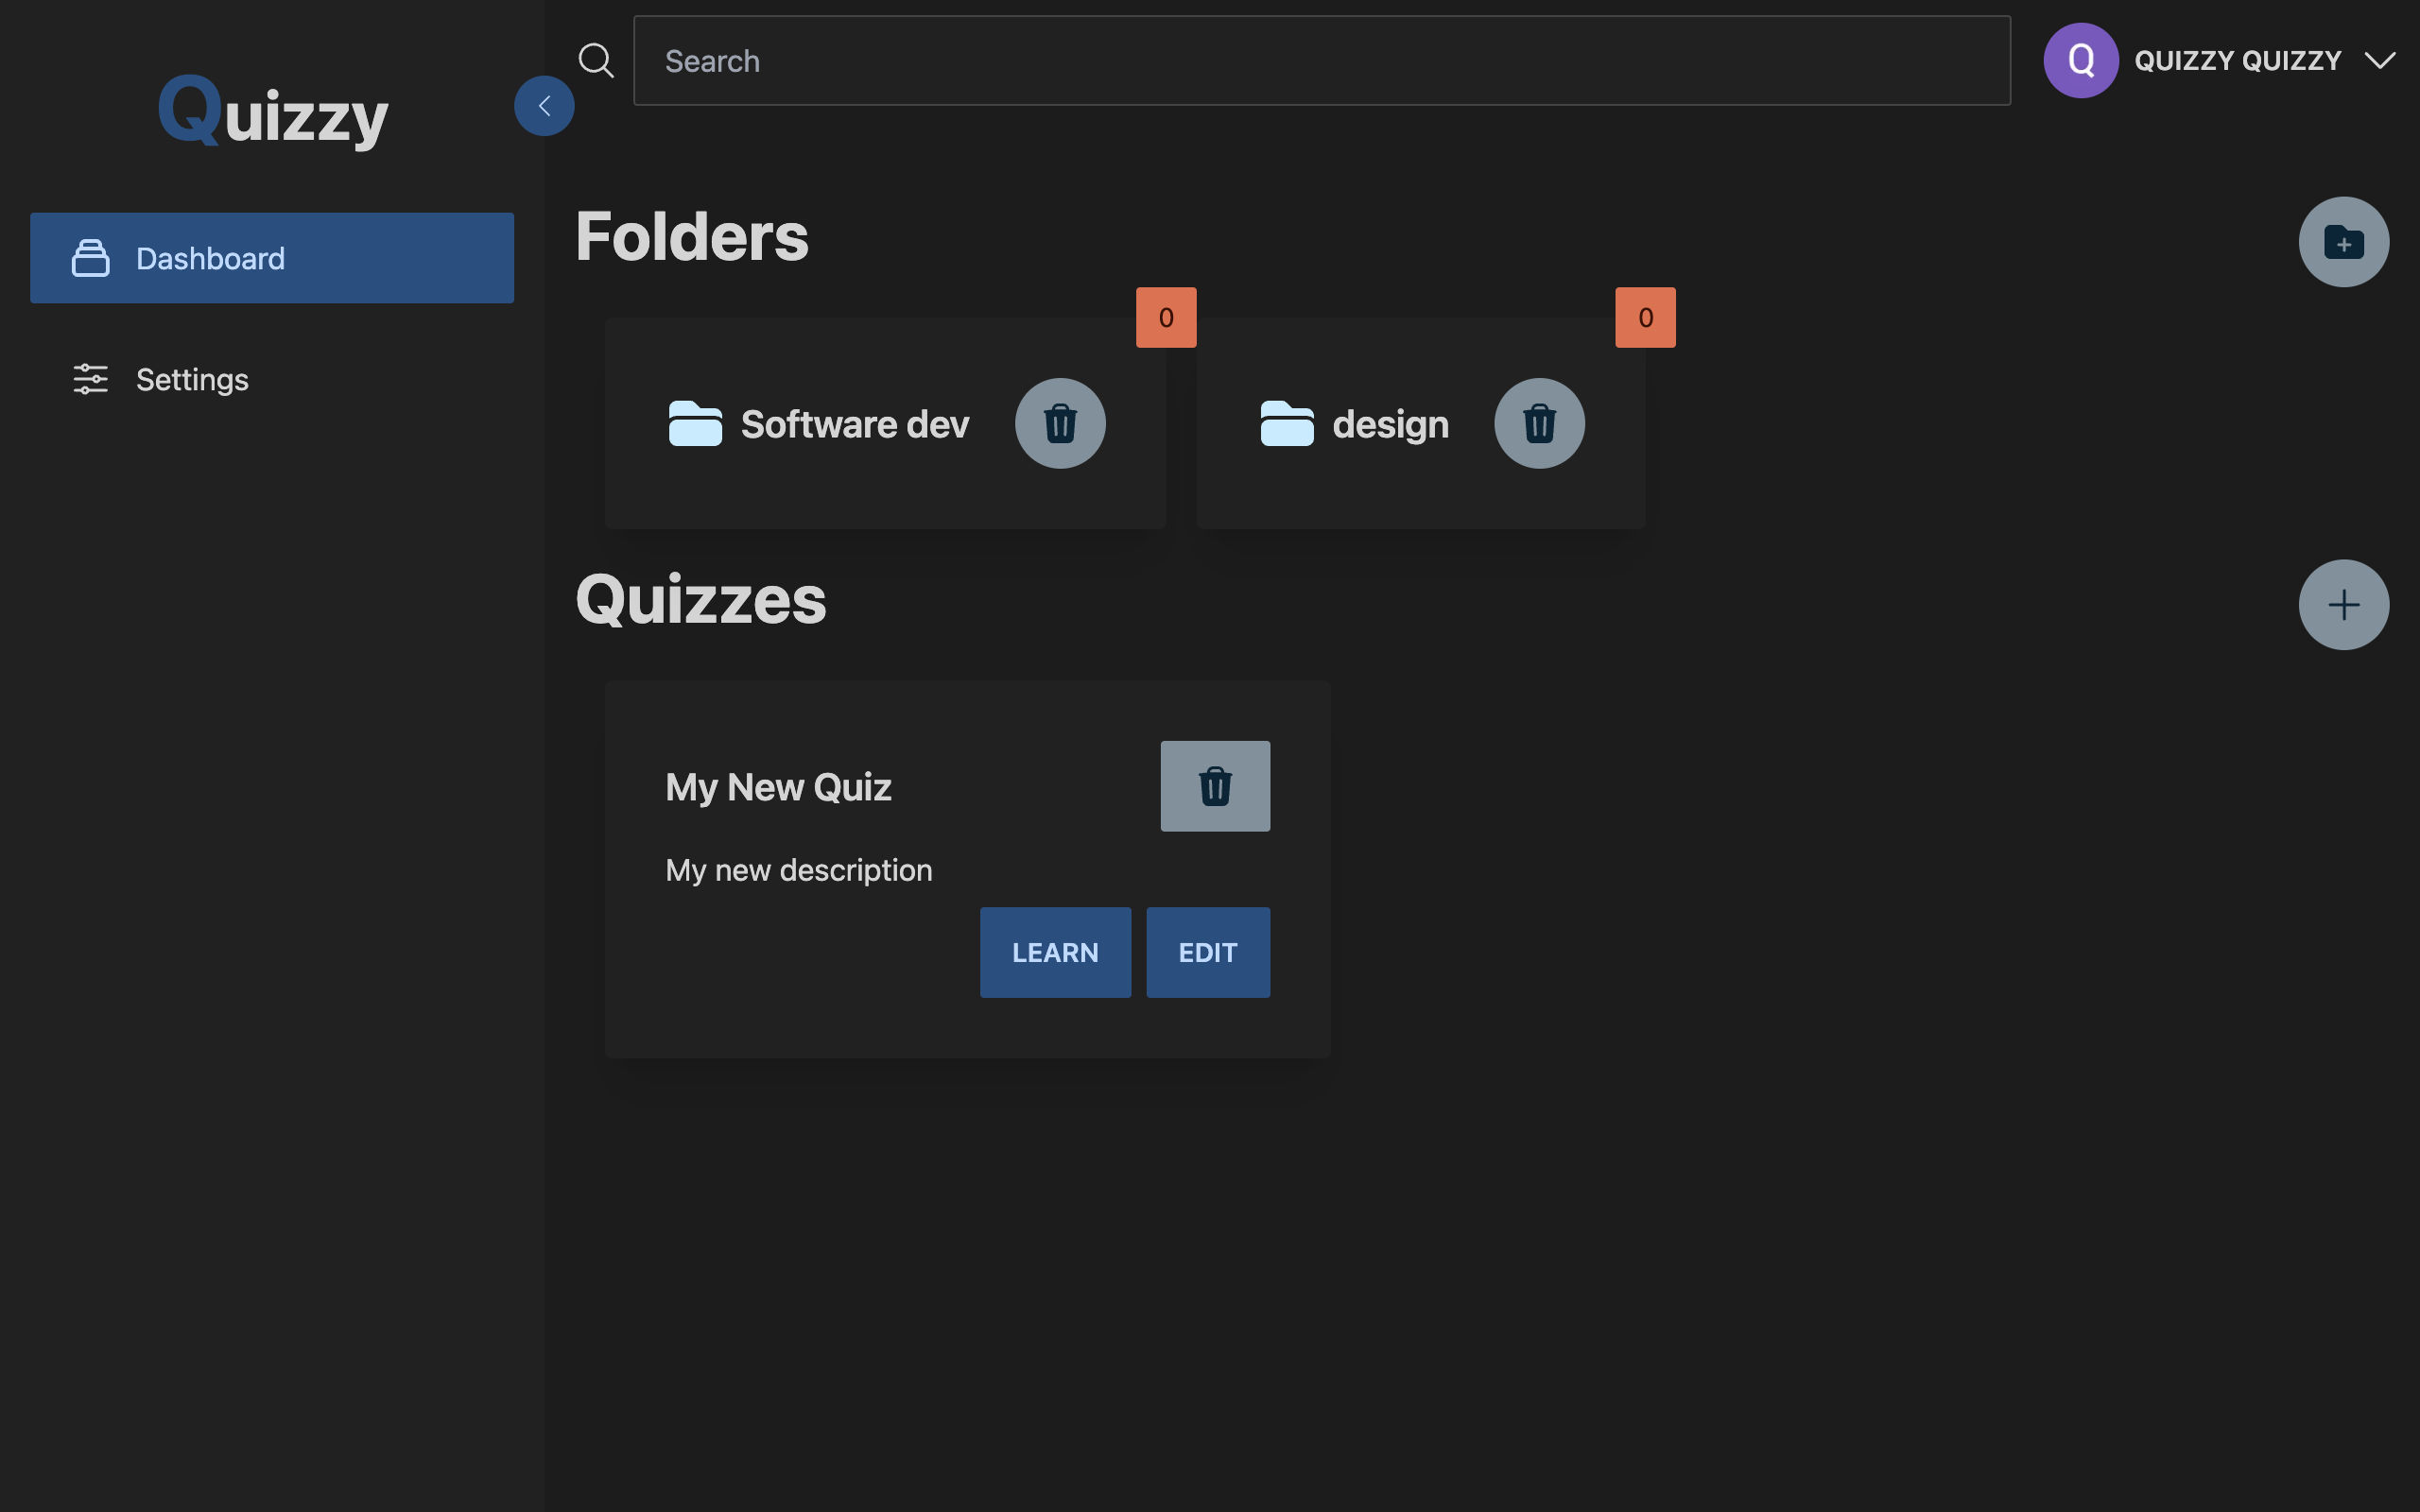 Quizzy
Search
Q
QUIZZY QUIZZY
Dashboard
Settings
Folders
0
0
Software dev
design
Quizzes
My New Quiz
My new description
LEARN
EDIT